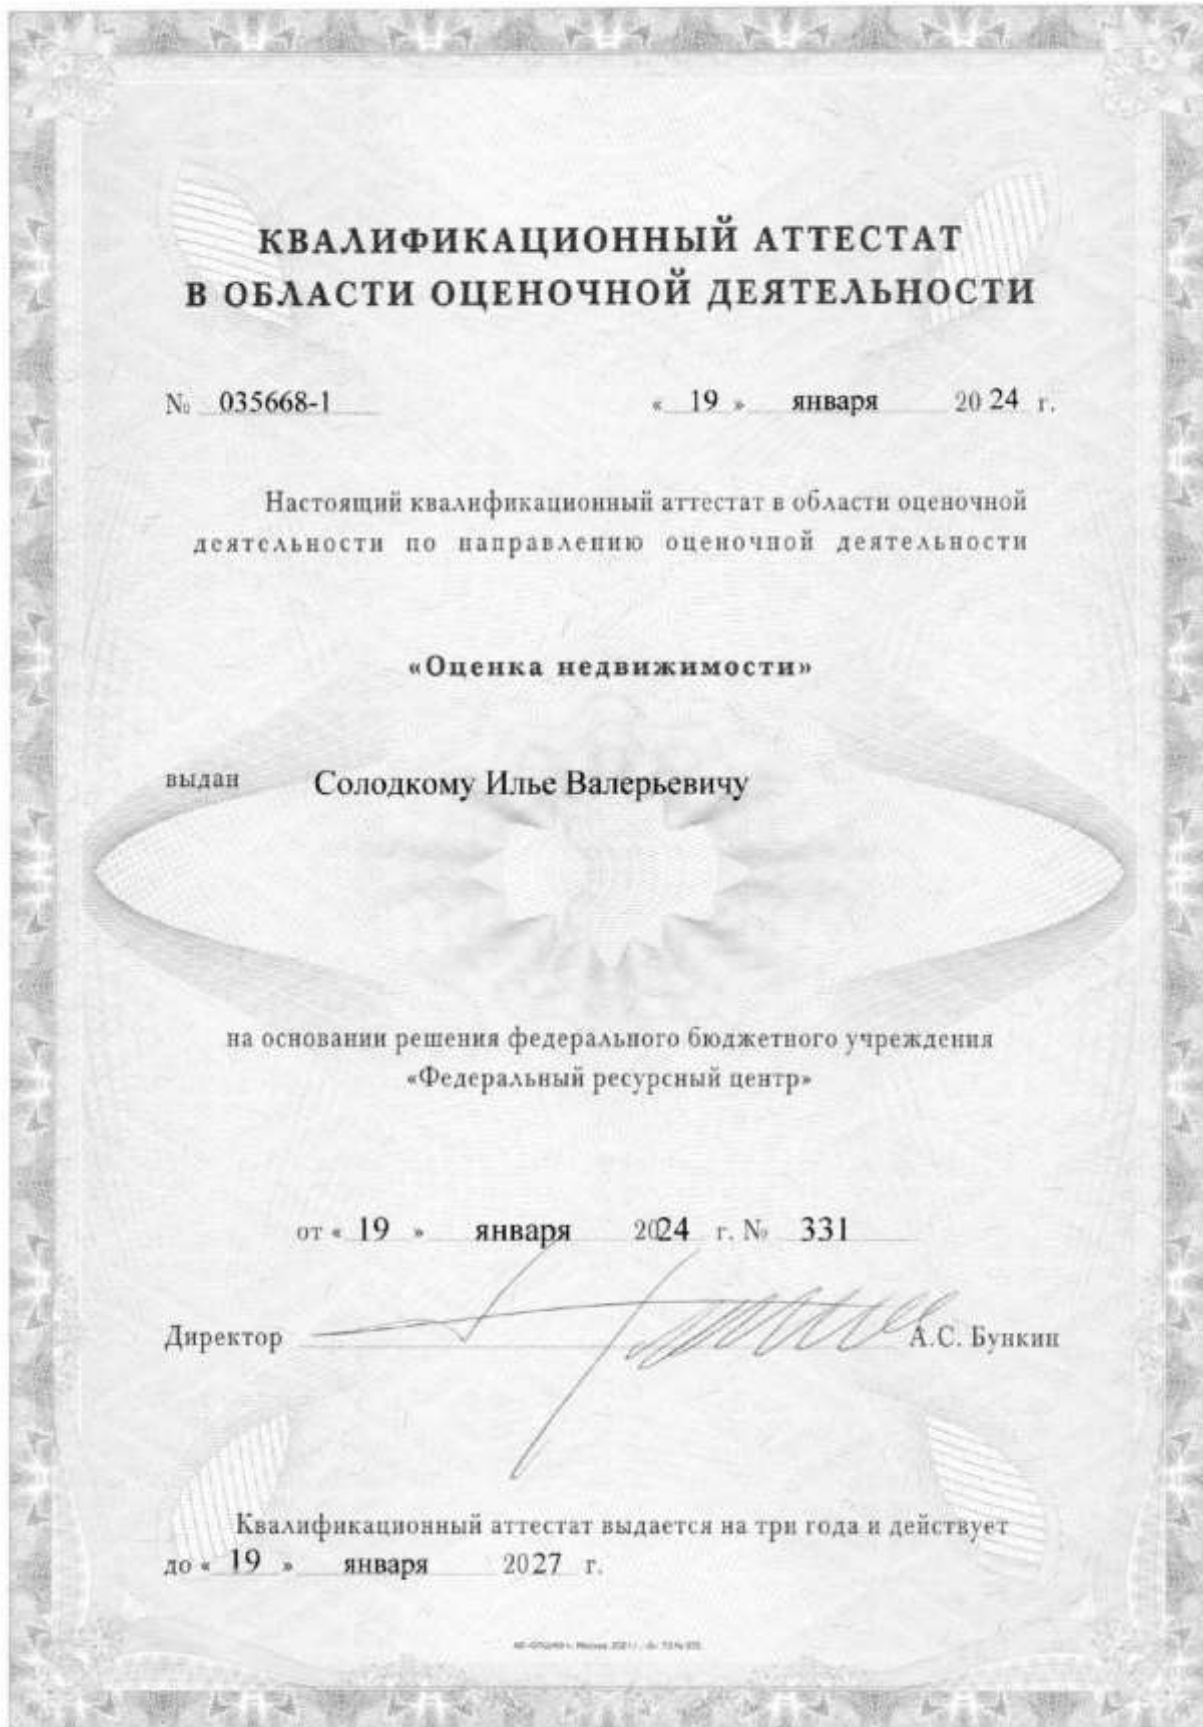 КВАЛИФИКАЦИОННЫЙ АТТЕСТАТ
В ОБЛАСТИ ОЦЕНОЧНОЙ ДЕЯТЕЛЬНОСТИ
№ 035668-1 « 19 » января 2024 г.
Настоящий квалификационный аттестат в области оценочной
деятельности по направлению оценочной деятельности
«Оценка недвижимости»
выдан Солодкому Илье Валерьевичу
на основании решения федерального бюджетного учреждения
«Федеральный ресурсный центр»
от « 19 » января 2024 г. № 331
Директор А.С. Бункин
Квалификационный аттестат выдается на три года и действует
до « 19 » января 2027 г.